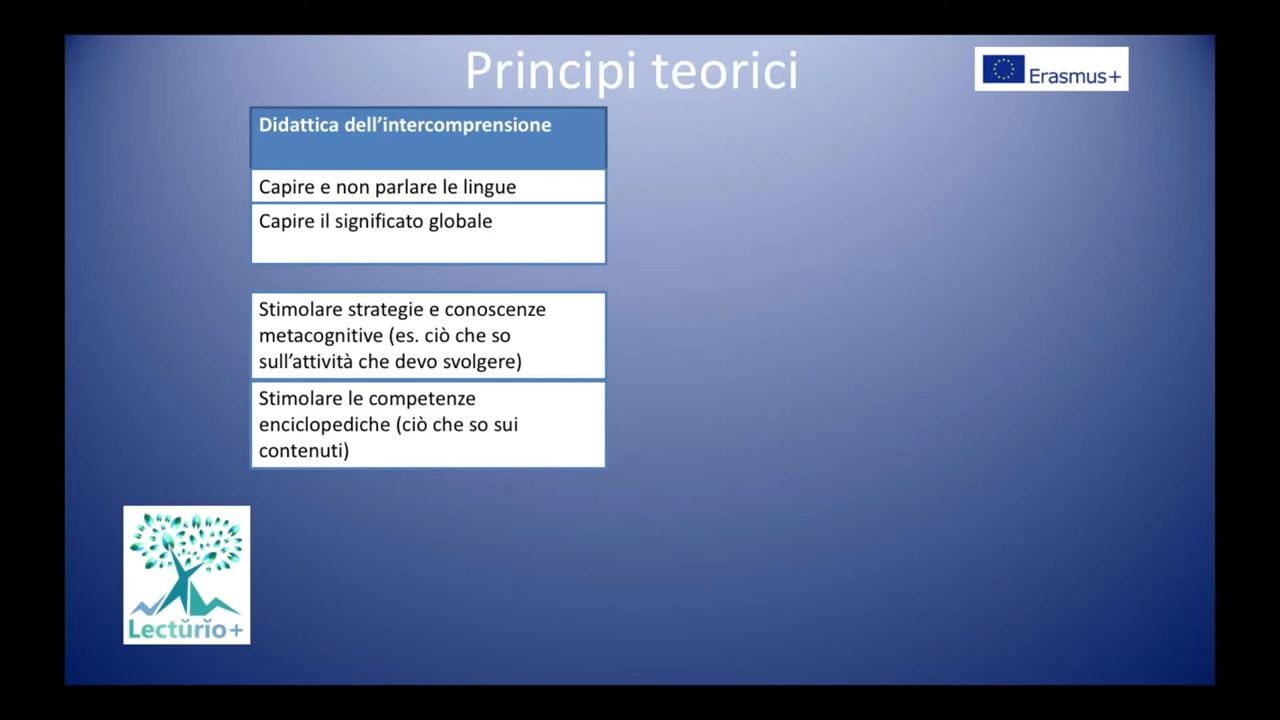 Principi teorici
Erasmus+
Didattica dell’intercomprensione
Capire e non parlare le lingue
Capire il significato globale
Stimolare strategie e conoscenze
metacognitive (es. ciò che so
sull’attività che devo svolgere)
Stimolare le competenze
enciclopediche (ciò che so sui
contenuti)
Lectŭrĭo+